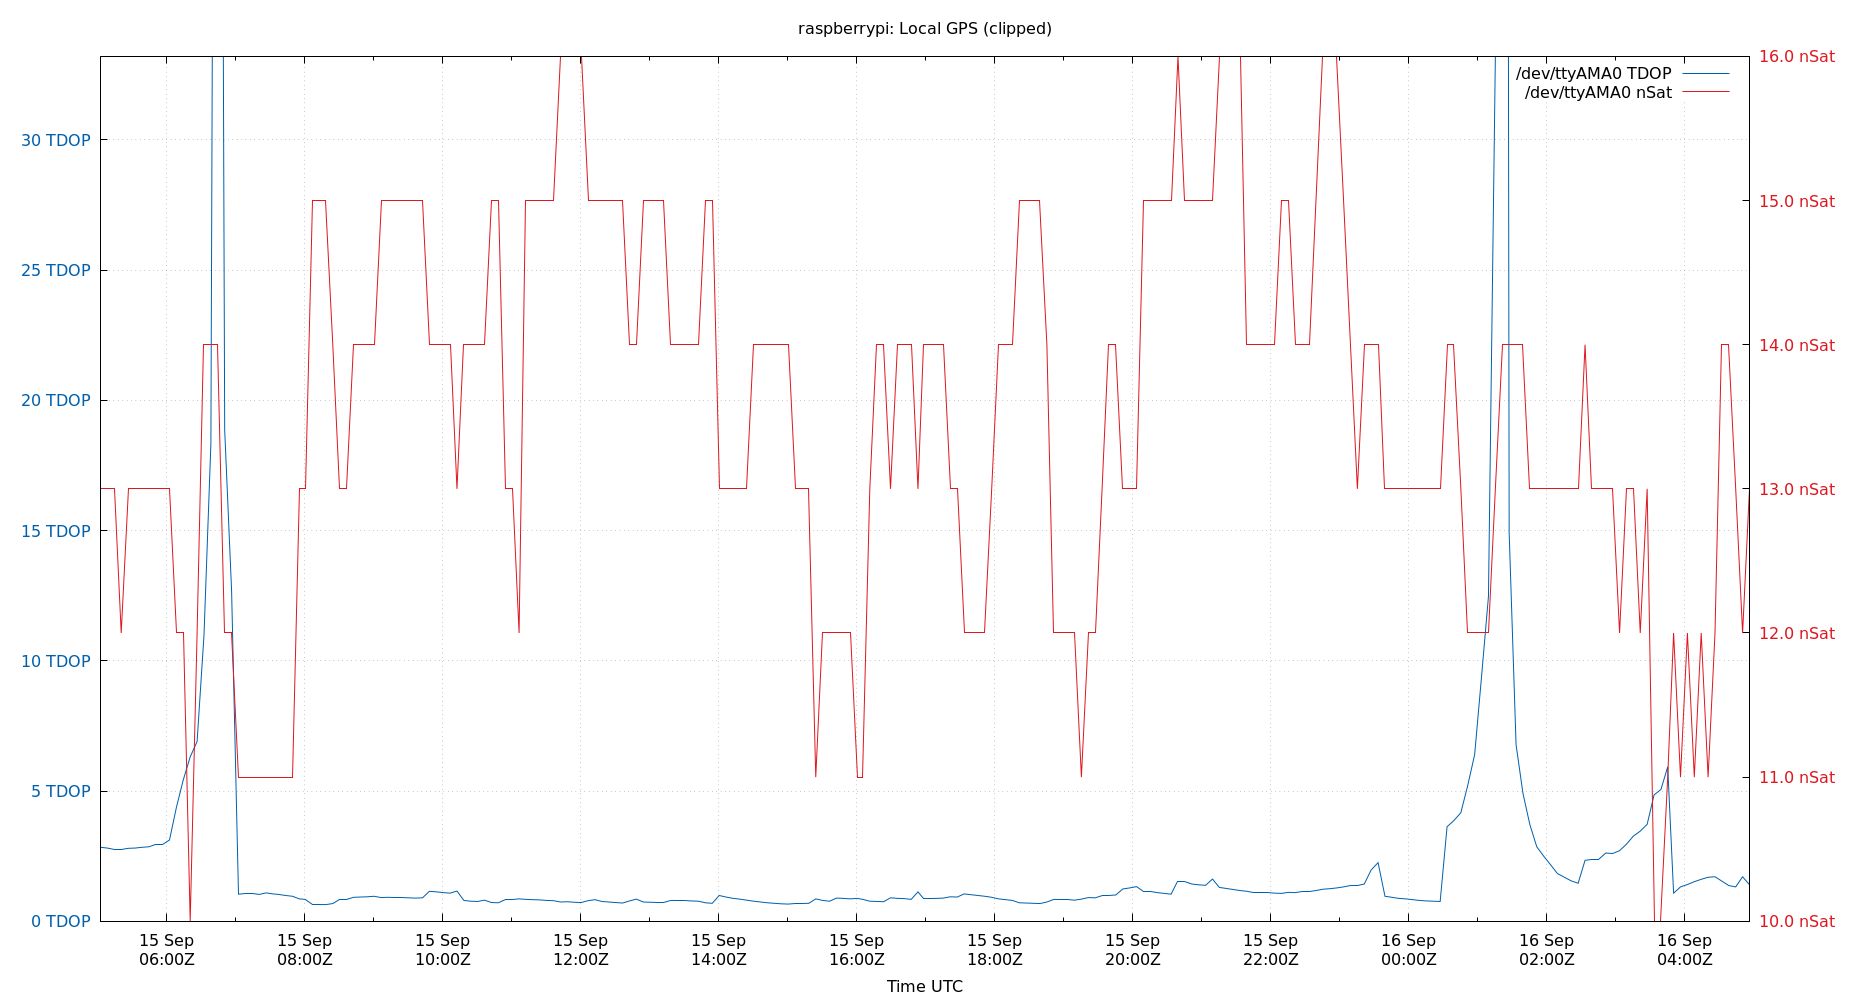 raspberrypi: Local GPS (clipped)
16.0 nSat
/dev/ttyAMA0 TDOP
/dev/ttyAMA0 nSat
30 TDOP
15.0 nSat
25 TDOP
14.0 nSat
20 TDOP
13.0 nSat
15 TDOP
12.0 nSat
10 TDOP
11.0 nSat
5 TDOP
0 TDOP
10.0 nSat
15 Sep 15 Sep 15 Sep 15 Sep 15 Sep 15 Sep 15 Sep 15 Sep 15 Sep 16 Sep 16 Sep 16 Sep
06:00Z 08:00Z 10:00Z 12:00Z 14:00Z 16:00Z 18:00Z 20:00Z 22:00Z 00:00Z 02:00Z 04:00Z
Time UTC